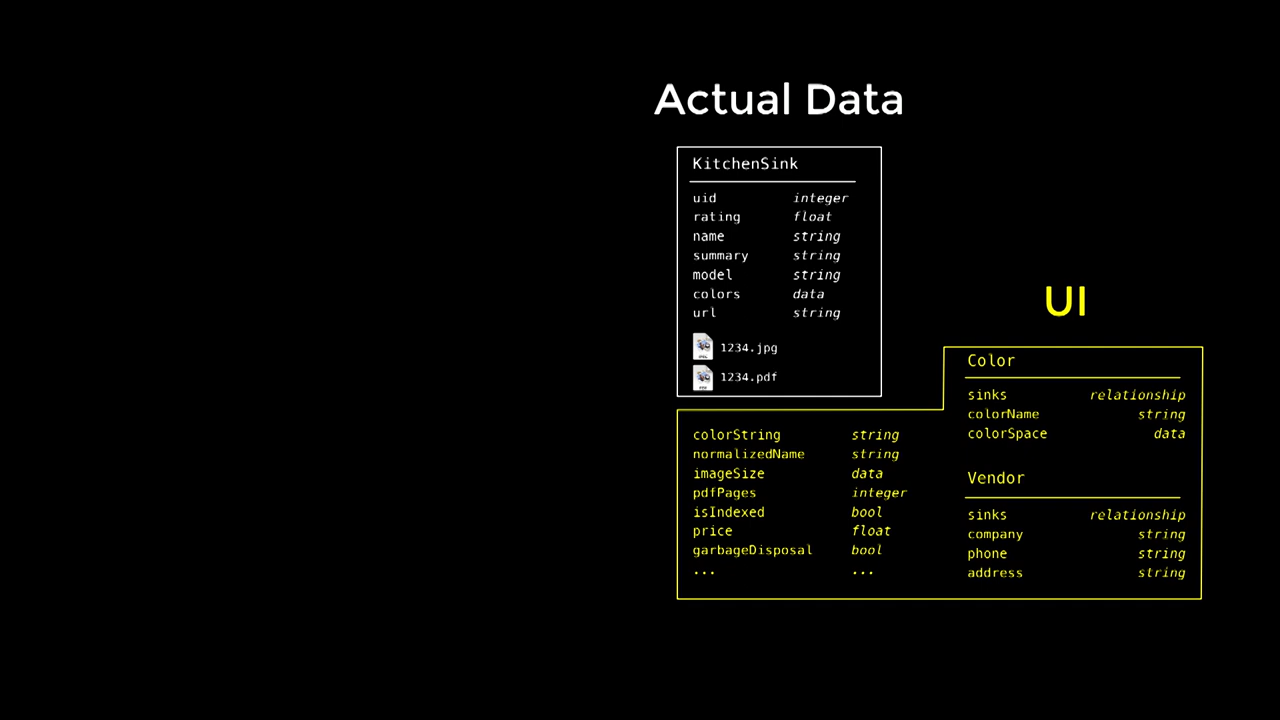 Actual Data
KitchenSink
uid integer
rating float
name string
summary string
model string
colors data
url string
1234.jpg
1234.pdf
UI
colorString string
normalizedName string
imageSize data
pdfPages integer
isIndexed bool
price float
garbageDisposal bool
... ...
Color
sinks relationship
colorName string
colorSpace data
Vendor
sinks relationship
company string
phone string
address string